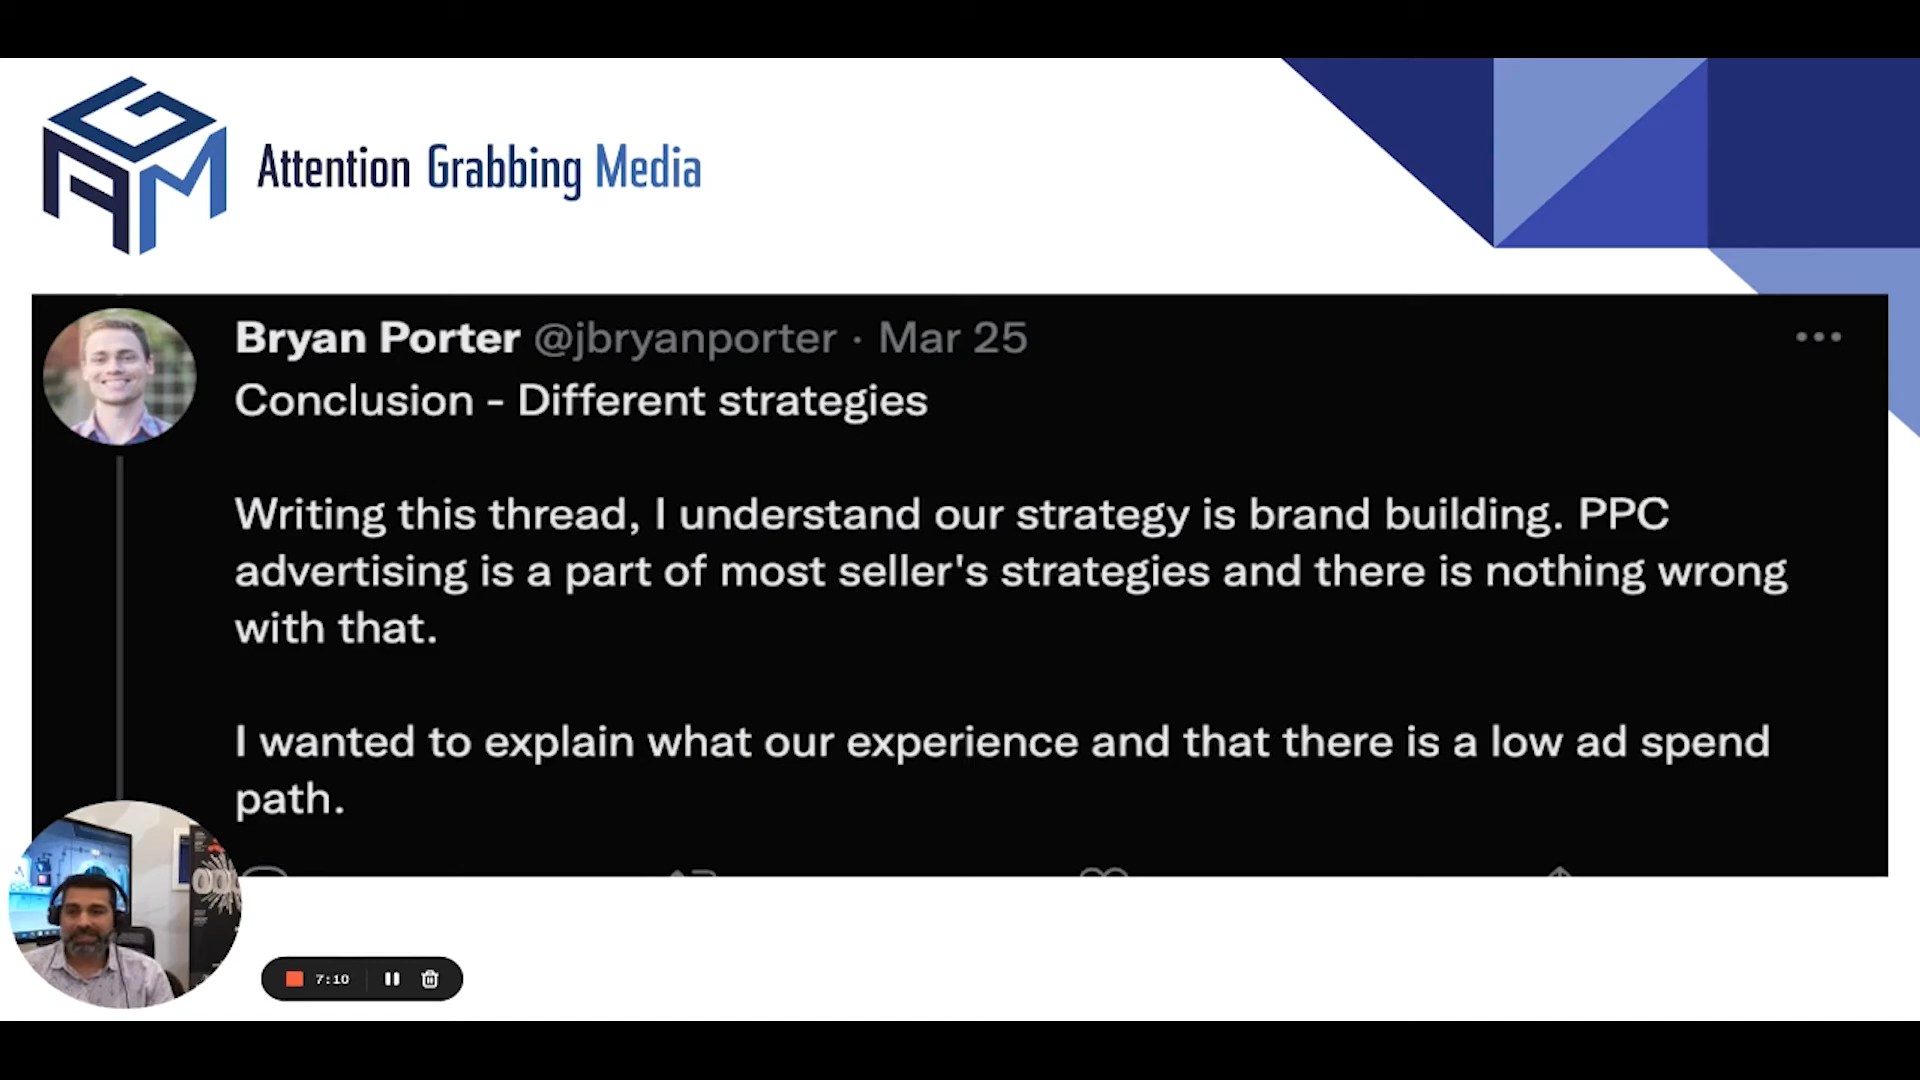 GAM
Attention Grabbing Media
Bryan Porter @jbryanporter · Mar 25
Conclusion - Different strategies
Writing this thread, I understand our strategy is brand building. PPC
advertising is a part of most seller's strategies and there is nothing wrong
with that.
I wanted to explain what our experience and that there is a low ad spend
path.
7:10